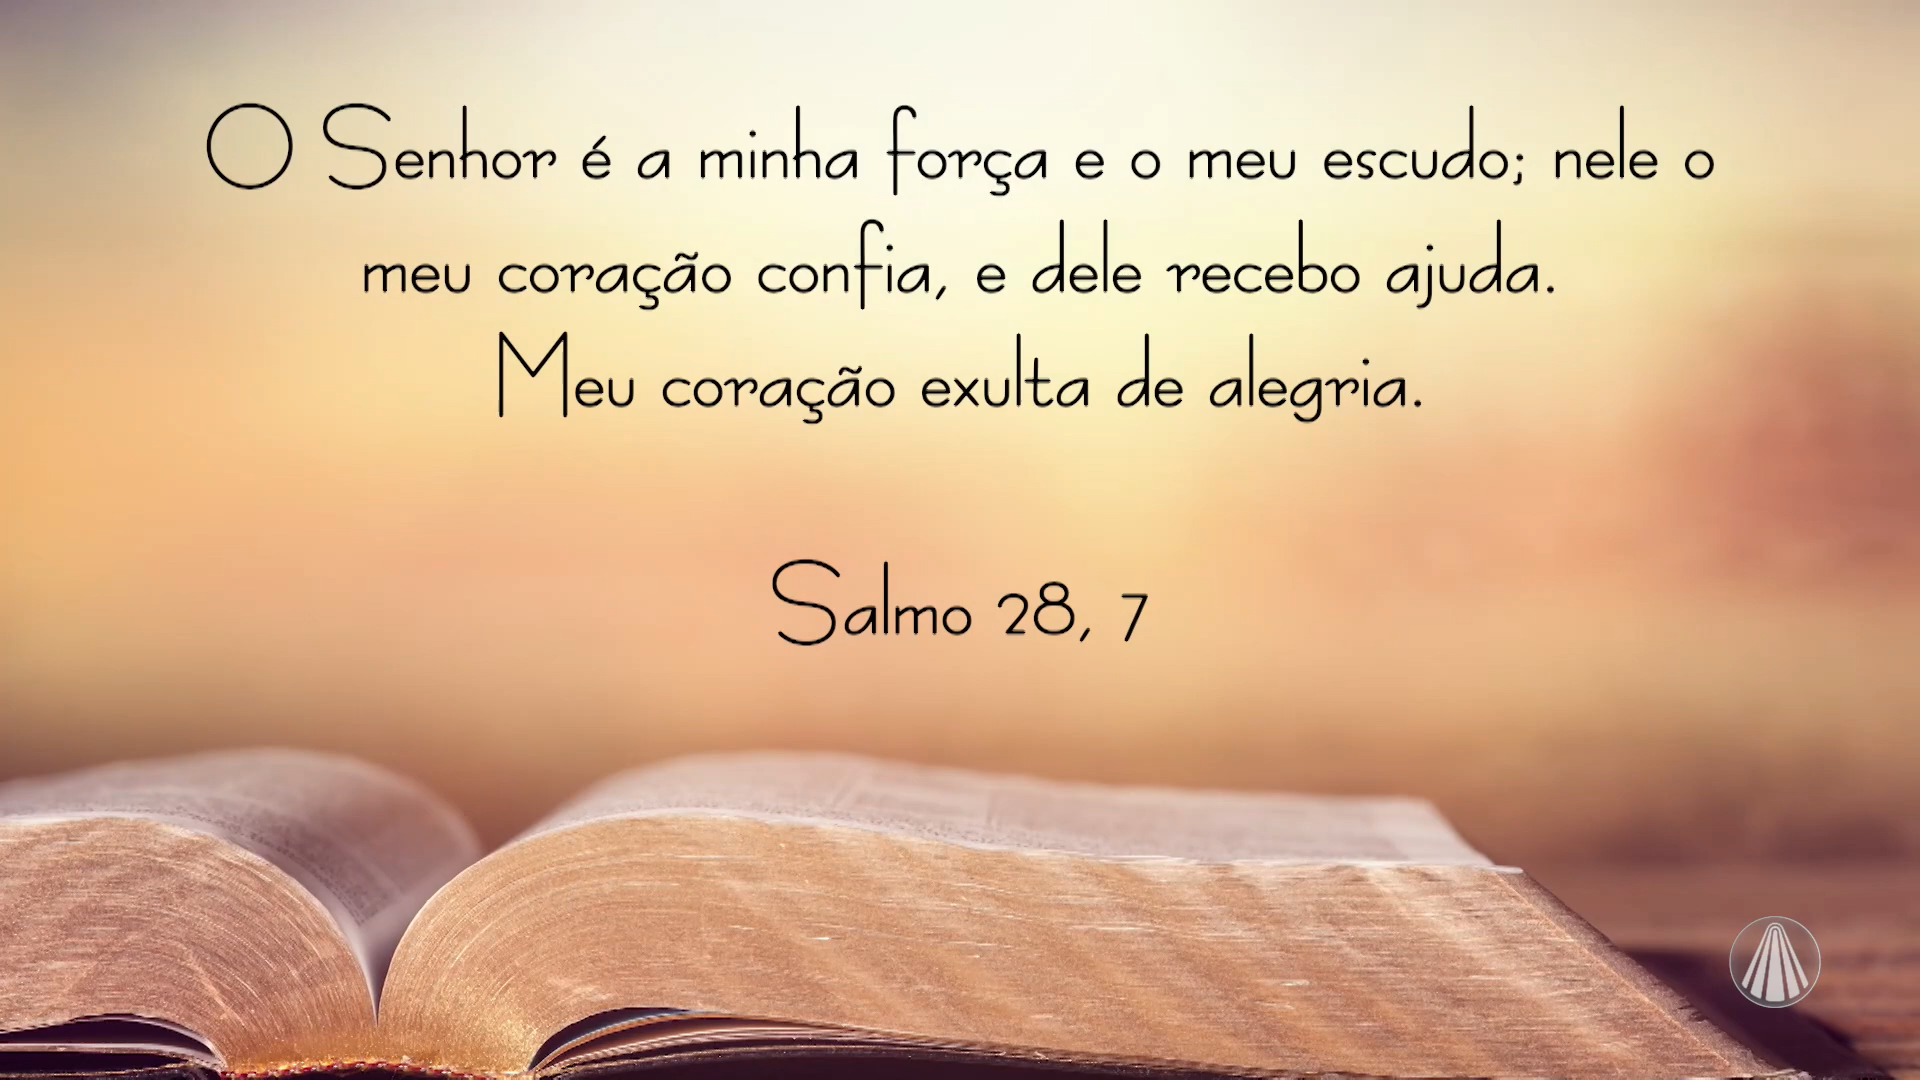 O Senhor é a minha força e o meu escudo; nele o
meu coração confia, e dele recebo ajuda.
Meu coração exulta de alegria.
Salmo 28, 7